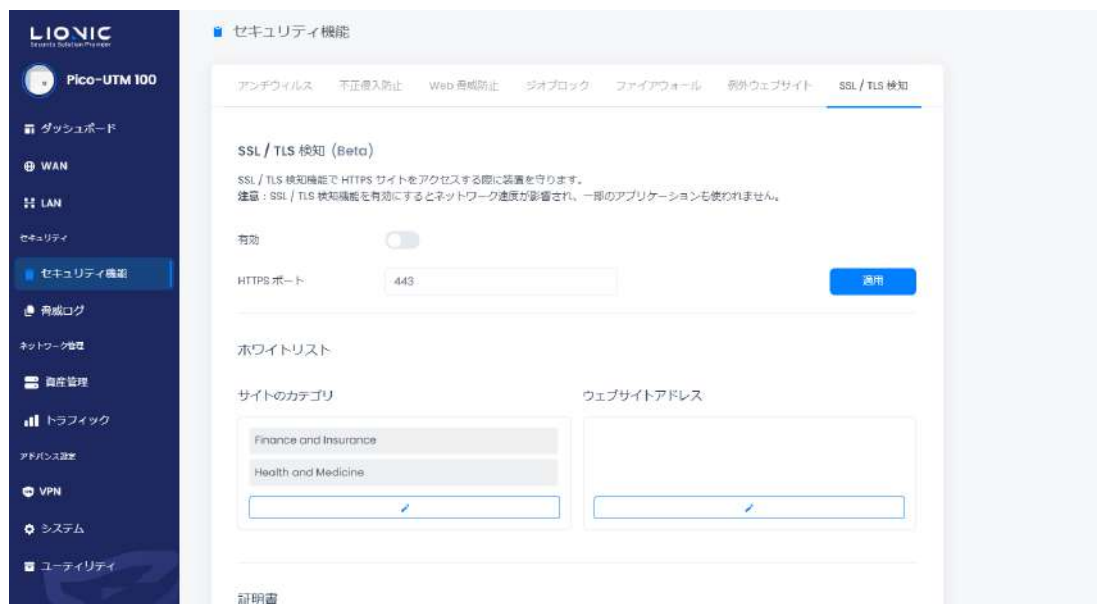 LIONIC
Security Solution Provider
Pico-UTM 100
ダッシュボード
WAN
LAN
セキュリティ
セキュリティ機能
脅威ログ
ネットワーク管理
資産管理
トラフィック
アドバンス設定
VPN
システム
ユーティリティ
セキュリティ機能
アンチウィルス 不正侵入防止 Web 脅威防止 ジオブロック ファイアウォール 例外ウェブサイト SSL / TLS 検知
SSL / TLS 検知 (Beta)
SSL / TLS 検知機能で HTTPS サイトをアクセスする際に装置を守ります。
注意：SSL / TLS 検知機能を有効にするとネットワーク速度が影響され、一部のアプリケーションも使われません。
有効
HTTPS ポート 443 適用
ホワイトリスト
サイトのカテゴリ ウェブサイトアドレス
Finance and Insurance
Health and Medicine
証明書